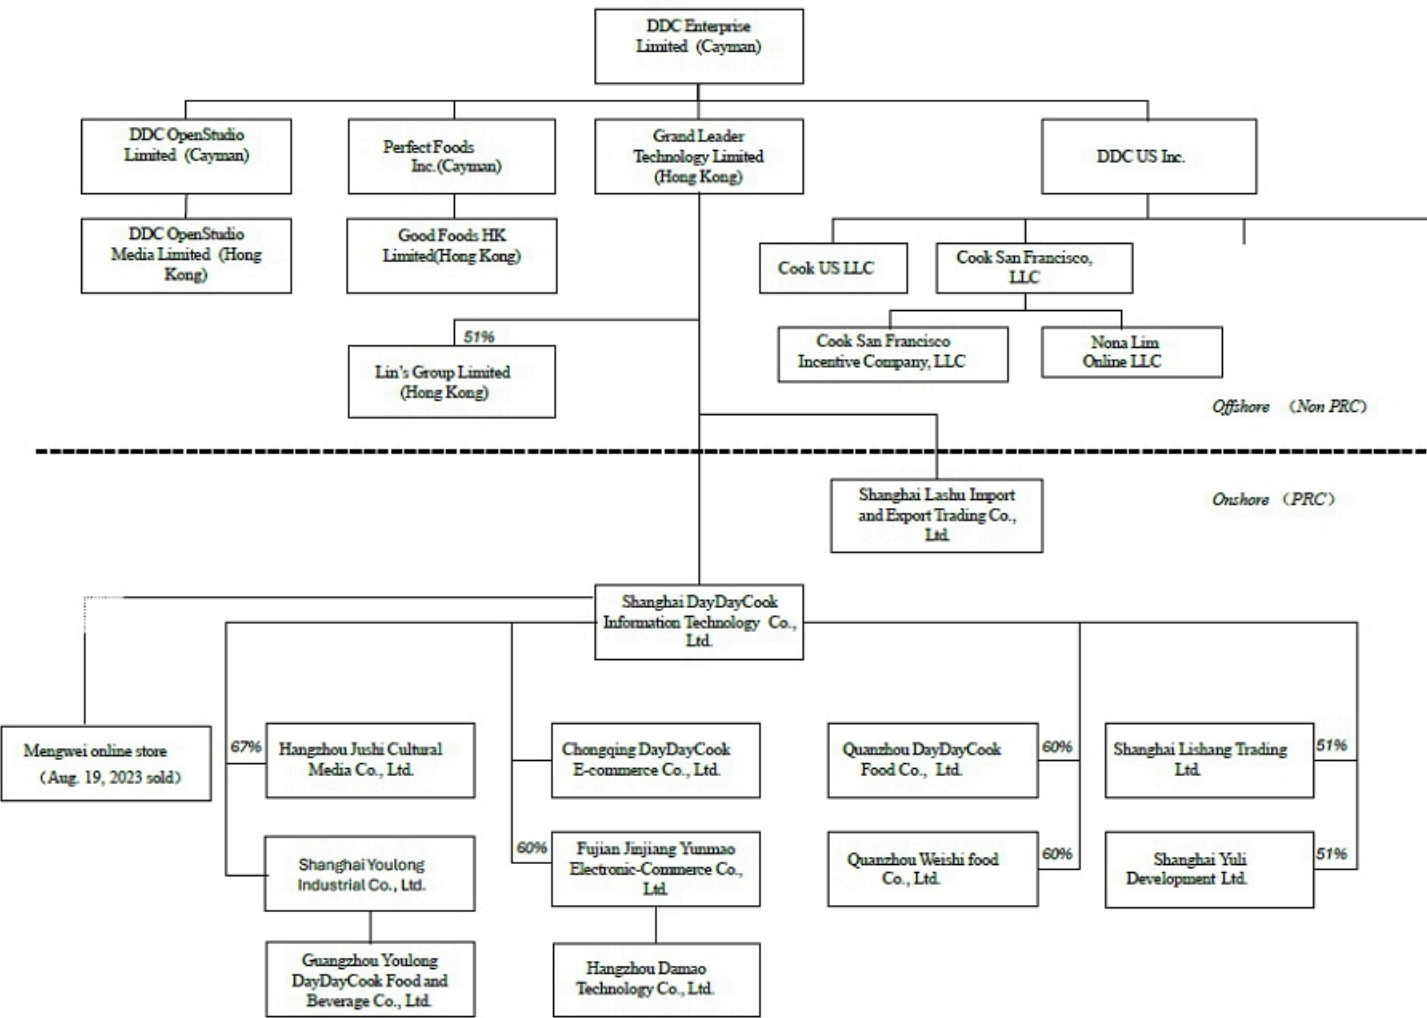 DDC Enterprise
Limited (Cayman)
DDC OpenStudio
Limited (Cayman)
Perfect Foods
Inc.(Cayman)
Grand Leader
Technology Limited
(Hong Kong)
DDC US Inc.
DDC OpenStudio
Media Limited (Hong
Kong)
Good Foods HK
Limited(Hong Kong)
Cook US LLC
Cook San Francisco,
LLC
51%
Lin's Group Limited
(Hong Kong)
Cook San Francisco
Incentive Company, LLC
Nona Lim
Online LLC
Offshore （Non PRC）
Shanghai Lashu Import
and Export Trading Co.,
Ltd.
Onshore （PRC）
Shanghai DayDayCook
Information Technology Co.,
Ltd.
Mengwei online store
（Aug. 19, 2023 sold）
67%
Hangzhou Jushi Cultural
Media Co., Ltd.
Chongqing DayDayCook
E-commerce Co., Ltd.
Quanzhou DayDayCook
Food Co., Ltd.
60%
Shanghai Lishang Trading
Ltd.
51%
Shanghai Youlong
Industrial Co., Ltd.
60%
Fujian Jinjiang Yunmao
Electronic-Commerce Co.,
Ltd.
Quanzhou Weishi food
Co., Ltd.
60%
Shanghai Yuli
Development Ltd.
51%
Guangzhou Youlong
DayDayCook Food and
Beverage Co., Ltd.
Hangzhou Damao
Technology Co., Ltd.